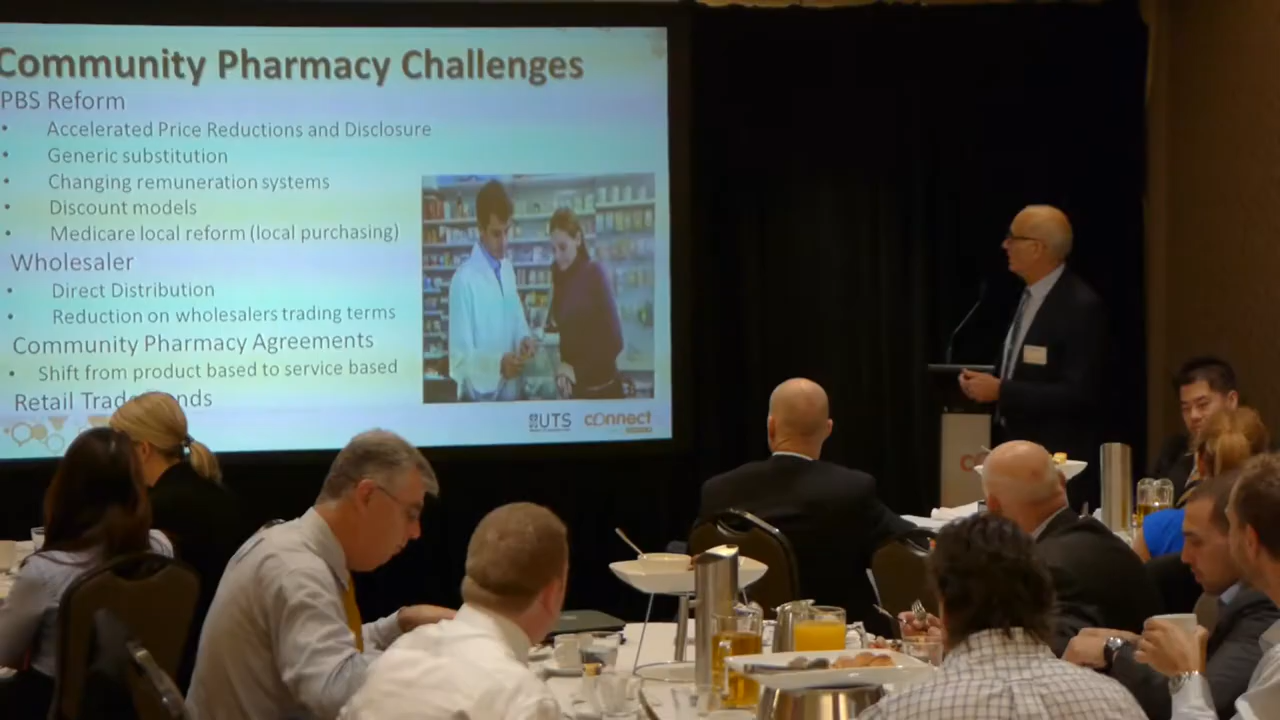 Community Pharmacy Challenges
PBS Reform
• Accelerated Price Reductions and Disclosure
• Generic substitution
• Changing remuneration systems
• Discount models
• Medicare local reform (local purchasing)
Wholesaler
• Direct Distribution
• Reduction on wholesalers trading terms
Community Pharmacy Agreements
• Shift from product based to service based
Retail
UTS
connect